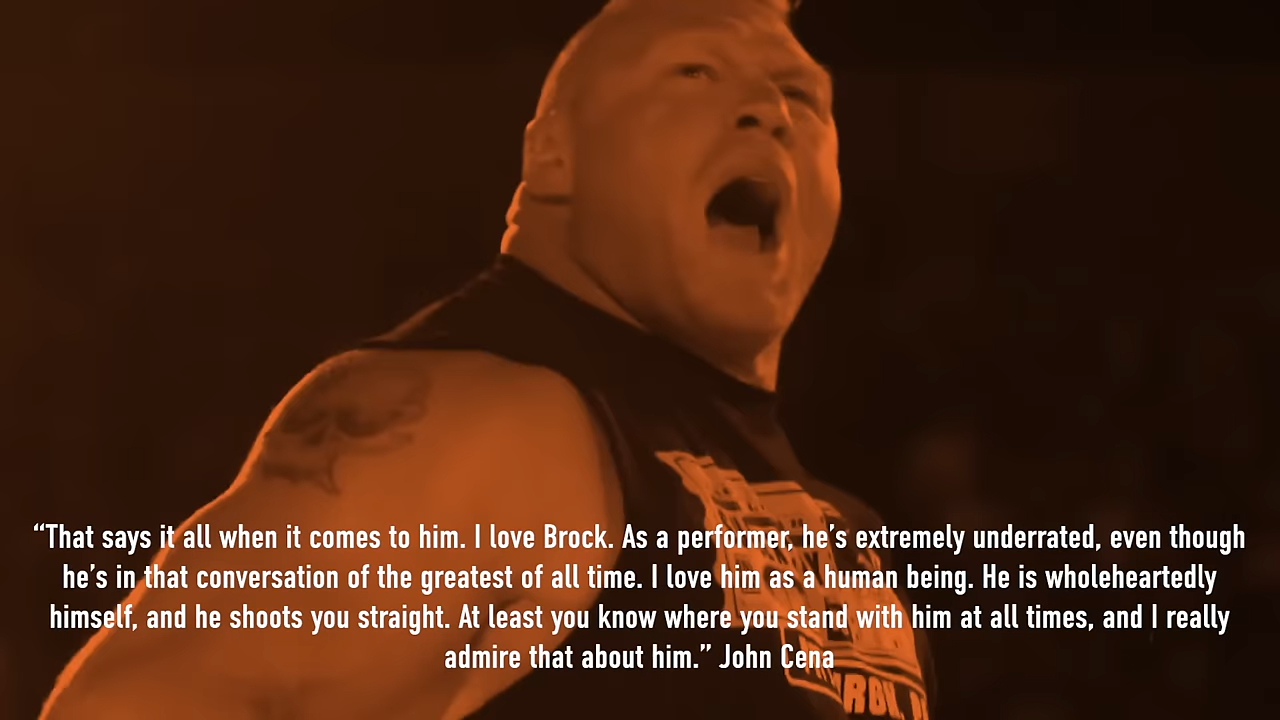 “That says it all when it comes to him. I love Brock. As a performer, he’s extremely underrated, even though
he’s in that conversation of the greatest of all time. I love him as a human being. He is wholeheartedly
himself, and he shoots you straight. At least you know where you stand with him at all times, and I really
admire that about him.” John Cena